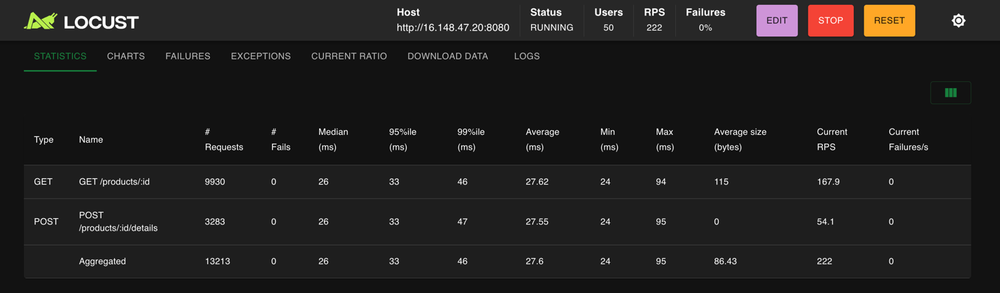 LOCUST
Host
http://16.148.47.20:8080
Status
RUNNING
Users
50
RPS
222
Failures
0%
EDIT
STOP
RESET
STATISTICS CHARTS FAILURES EXCEPTIONS CURRENT RATIO DOWNLOAD DATA LOGS
Type
Name
#
Requests
#
Fails
Median
(ms)
95%ile
(ms)
99%ile
(ms)
Average
(ms)
Min
(ms)
Max
(ms)
Average size
(bytes)
Current
RPS
Current
Failures/s
GET GET /products/:id 9930 0 26 33 46 27.62 24 94 115 167.9 0
POST
POST
/products/:id/details
3283 0 26 33 47 27.55 24 95 0 54.1 0
Aggregated 13213 0 26 33 46 27.6 24 95 86.43 222 0